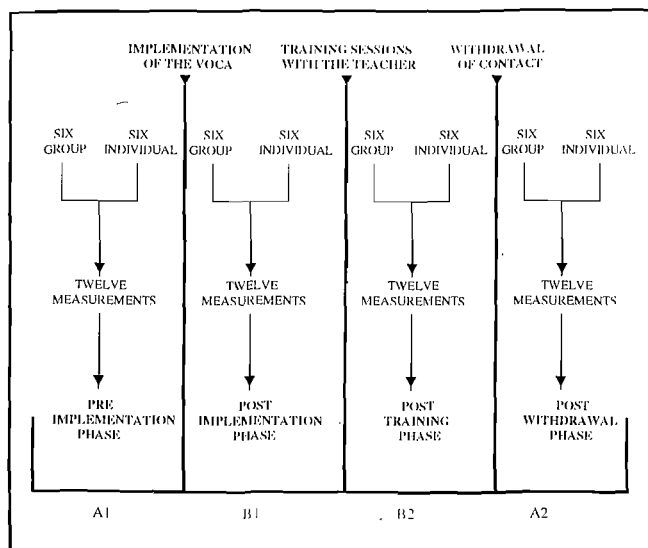 IMPLEMENTATION TRAINING SESSIONS WITHDRAWAL
OF THE VOCA WITH THE TEACHER OF CONTACT
SIX SIX SIX SIX SIX SIX SIX SIX
GROUP INDIVIDUAL GROUP INDIVIDUAL GROUP INDIVIDUAL GROUP INDIVIDUAL
TWELVE TWELVE TWELVE TWELVE
MEASUREMENTS MEASUREMENTS MEASUREMENTS MEASUREMENTS
PRE POST POST POST
IMPLEMENTATION IMPLEMENTATION TRAINING WITHDRAWAL
PHASE PHASE PHASE PHASE
A1 B1 B2 A2